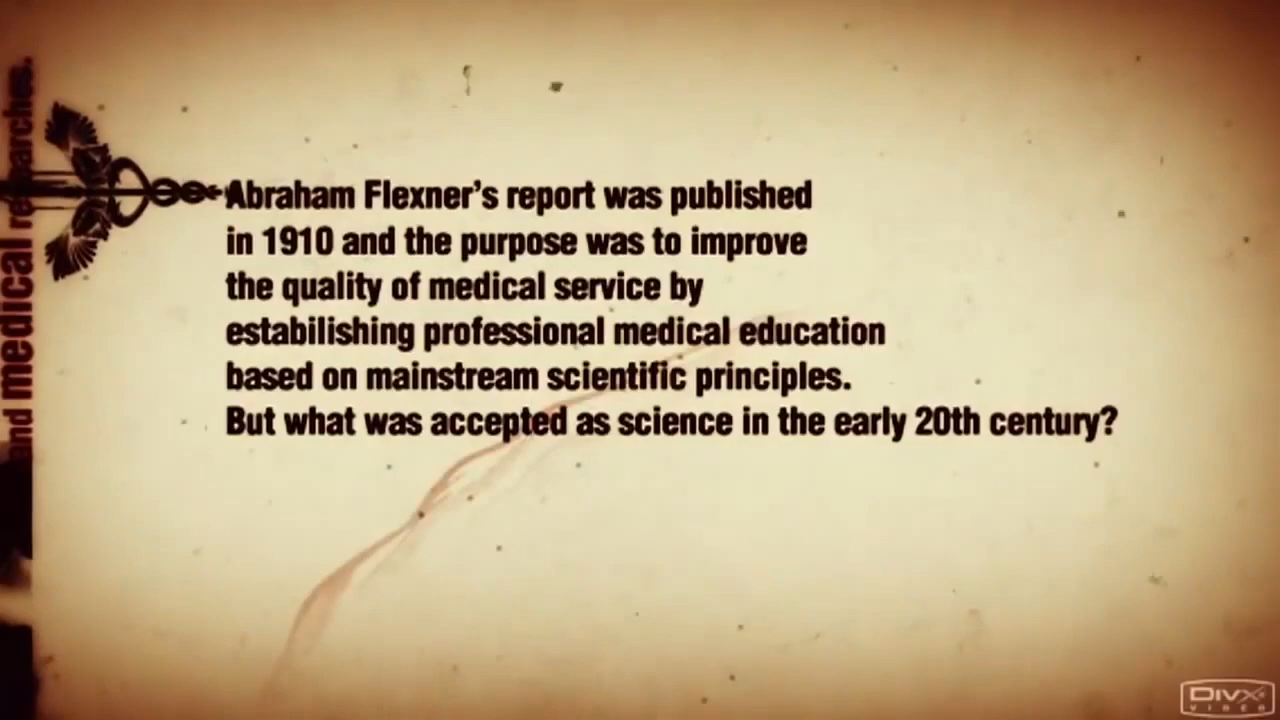 and medical researches.
Abraham Flexner's report was published
in 1910 and the purpose was to improve
the quality of medical service by
estabilishing professional medical education
based on mainstream scientific principles.
But what was accepted as science in the early 20th century?
DIVX
VIDEO